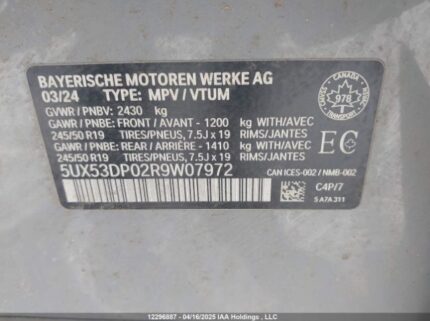 BAYERISCHE MOTOREN WERKE AG
03/24 TYPE: MPV / VTUM
GVWR / PNBV: 2430 kg
GAWR / PNBE: FRONT / AVANT - 1200 kg WITH/AVEC
245/50 R19 TIRES/PNEUS, 7.5J x 19 RIMS/JANTES
GAWR / PNBE: REAR / ARRIÈRE - 1410 kg WITH/AVEC
245/50 R19 TIRES/PNEUS, 7.5J x 19 RIMS/JANTES
5UX53DP02R9W07972
CANADA
978
TRANSPORT
EC
CAN ICES-002 / NMB-002
C4P/7
5 A7A 311
12296887 - 04/16/2025 IAA Holdings , LLC